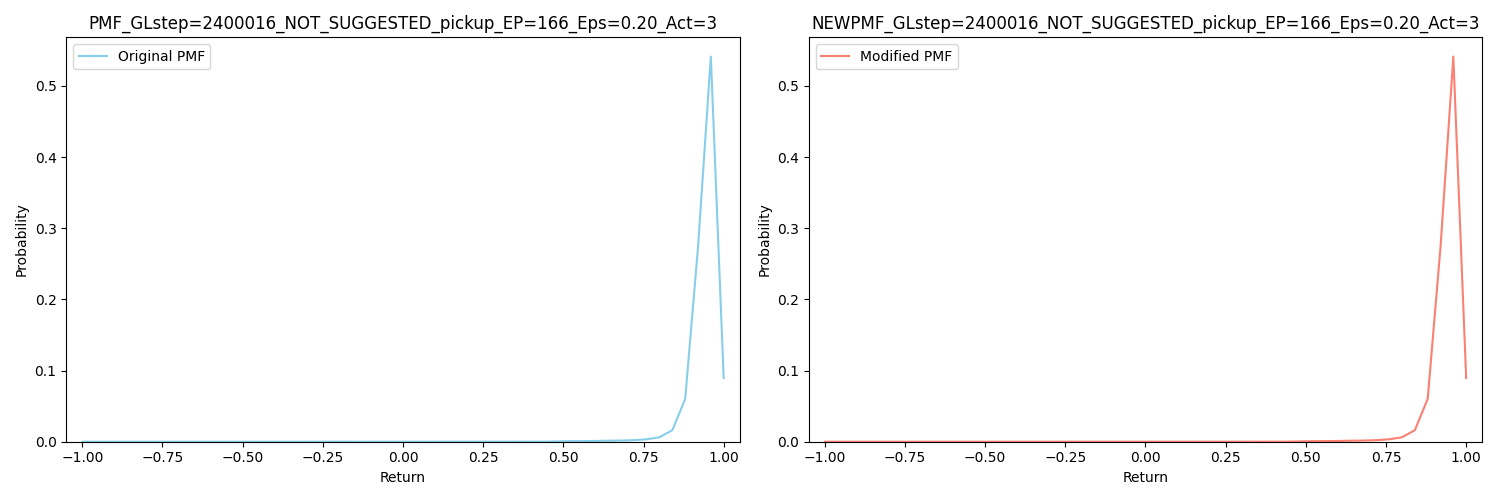 PMF_GLstep=2400016_NOT_SUGGESTED_pickup_EP=166_Eps=0.20_Act=3
Original PMF
Probability
0.5
0.4
0.3
0.2
0.1
0.0
−1.00 −0.75 −0.50 −0.25 0.00 0.25 0.50 0.75 1.00
Return
NEWPMF_GLstep=2400016_NOT_SUGGESTED_pickup_EP=166_Eps=0.20_Act=3
Modified PMF
Probability
0.5
0.4
0.3
0.2
0.1
0.0
−1.00 −0.75 −0.50 −0.25 0.00 0.25 0.50 0.75 1.00
Return